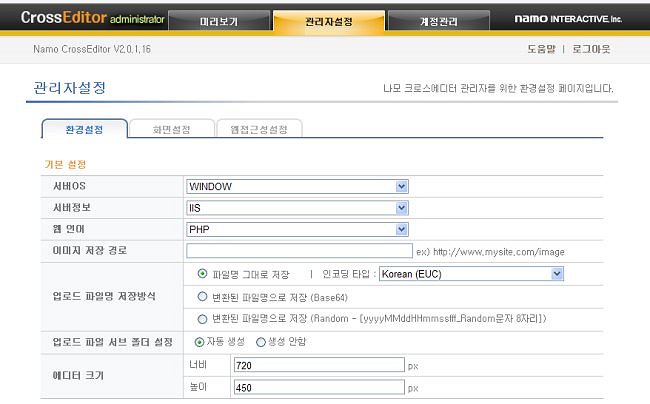 CrossEditor administrator 미리보기 관리자설정 계정관리 namo INTERACTIVE, Inc.
Namo CrossEditor V2.0.1.16 도움말 | 로그아웃
관리자설정 나모 크로스에디터 관리자를 위한 환경설정 페이지입니다.
환경설정 화면설정 웹접근성설정
기본 설정
서버OS WINDOW
서버정보 IIS
웹 언어 PHP
이미지 저장 경로 ex) http://www.mysite.com/image
업로드 파일명 저장방식 파일명 그대로 저장 | 인코딩 타입 : Korean (EUC)
변환된 파일명으로 저장 (Base64)
변환된 파일명으로 저장 (Random - [yyyyMMddHHmmssfff_Random문자 8자리])
업로드 파일 서브 폴더 설정 자동 생성 생성 안함
에디터 크기 너비 720 px
높이 450 px